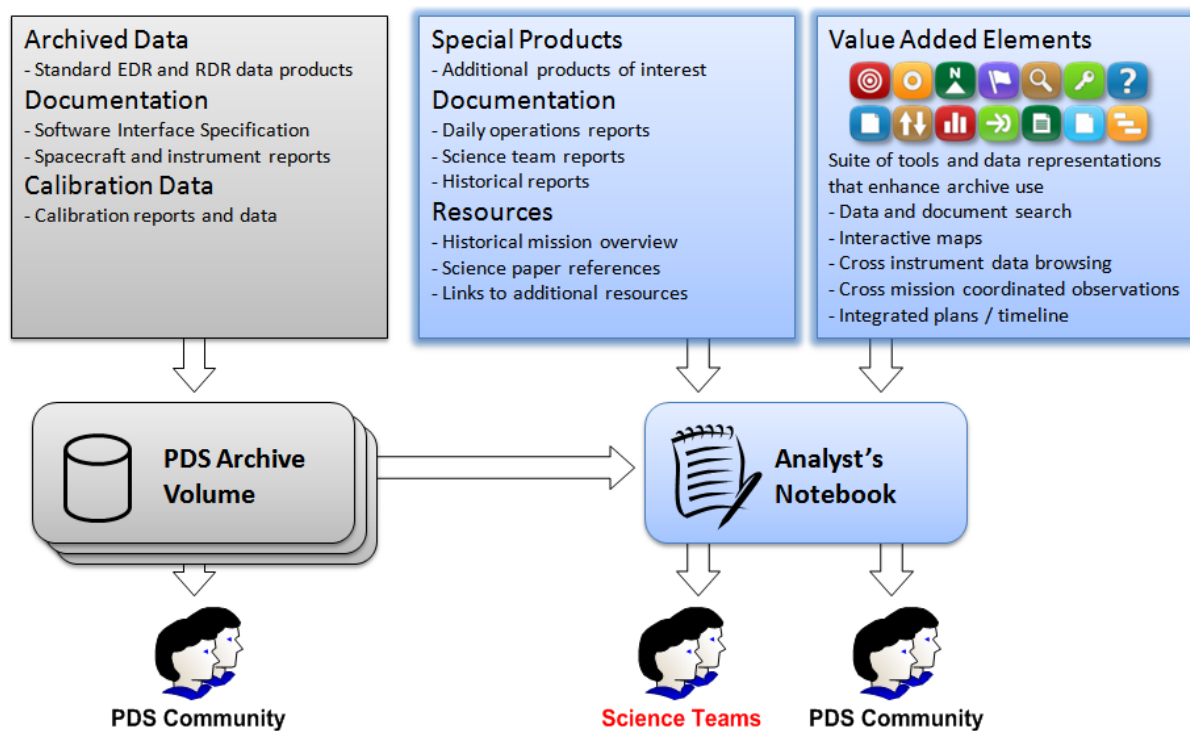 Archived Data
- Standard EDR and RDR data products
Documentation
- Software Interface Specification
- Spacecraft and instrument reports
Calibration Data
- Calibration reports and data
Special Products
- Additional products of interest
Documentation
- Daily operations reports
- Science team reports
- Historical reports
Resources
- Historical mission overview
- Science paper references
- Links to additional resources
Value Added Elements
N
?
Suite of tools and data representations
that enhance archive use
- Data and document search
- Interactive maps
- Cross instrument data browsing
- Cross mission coordinated observations
- Integrated plans / timeline
PDS Archive
Volume
Analyst's
Notebook
PDS Community
Science Teams
PDS Community